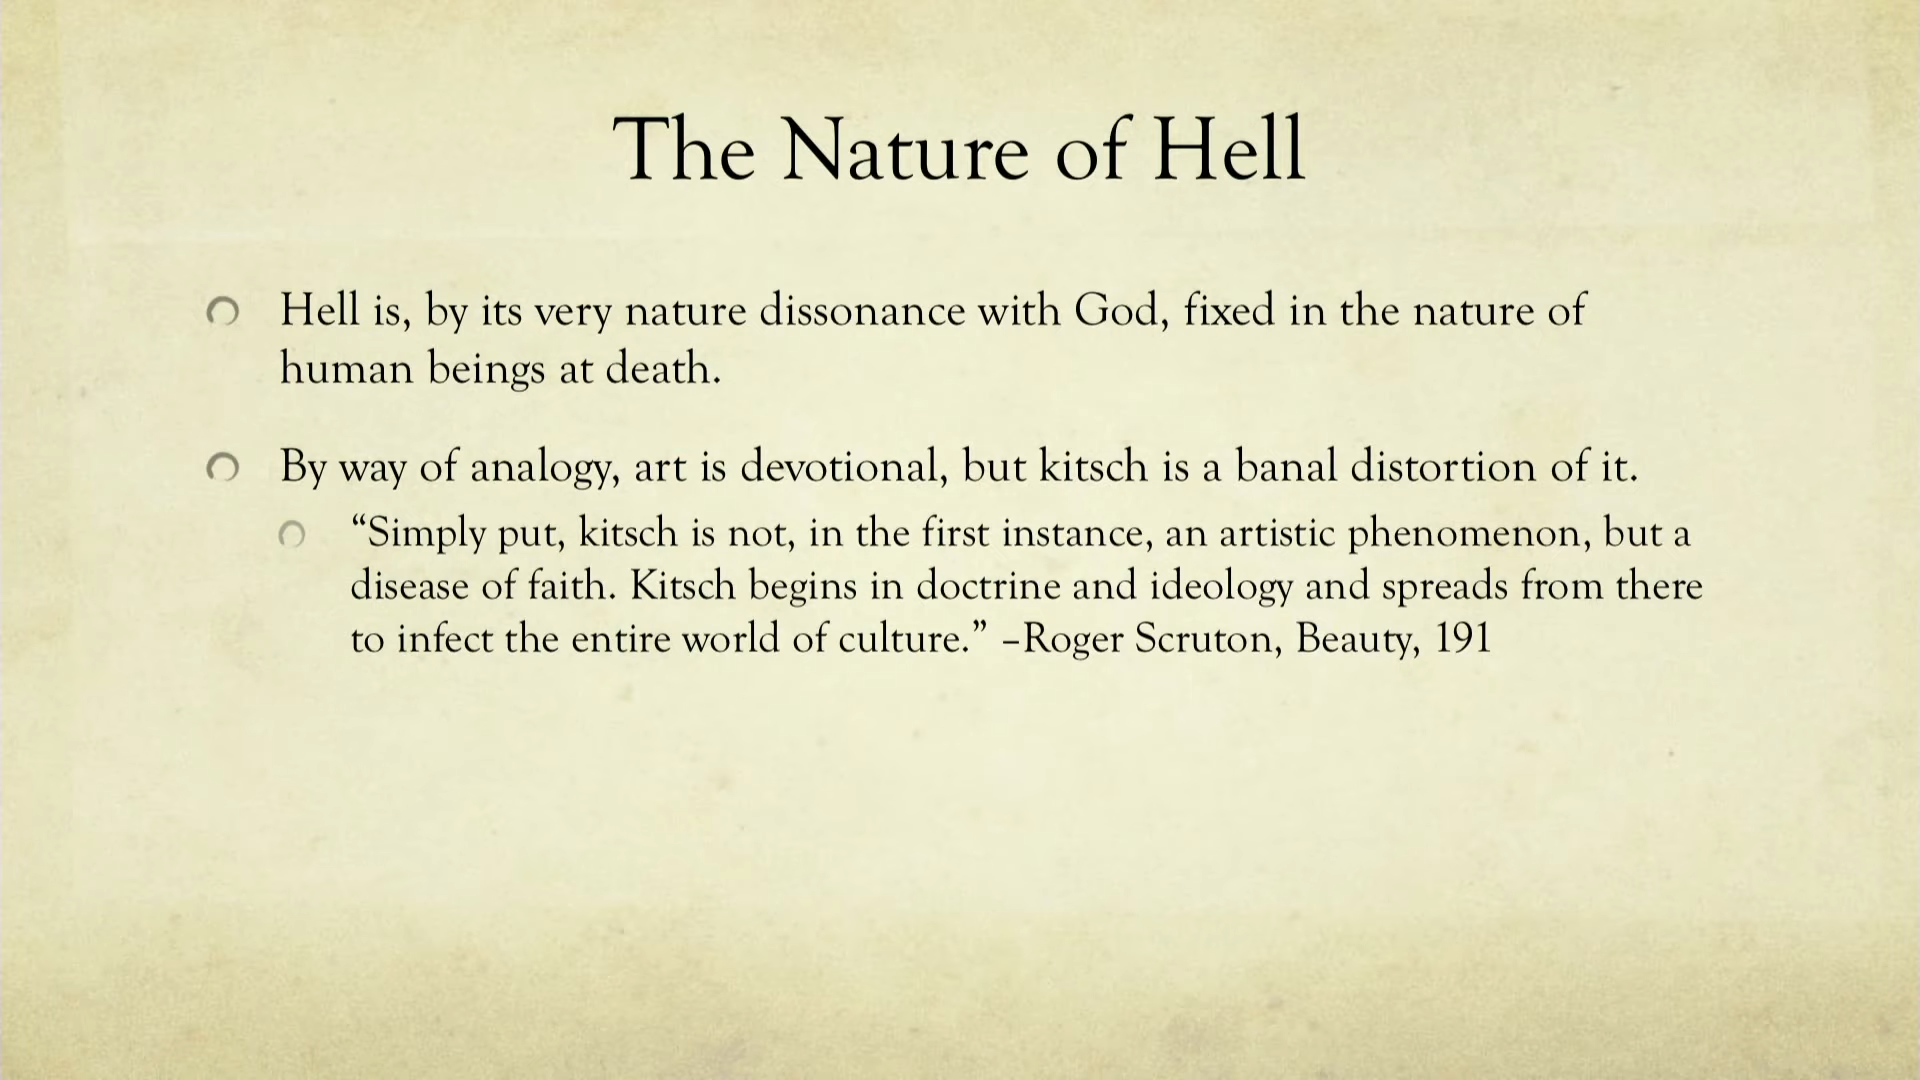 The Nature of Hell
Hell is, by its very nature dissonance with God, fixed in the nature of
human beings at death.
By way of analogy, art is devotional, but kitsch is a banal distortion of it.
“Simply put, kitsch is not, in the first instance, an artistic phenomenon, but a
disease of faith. Kitsch begins in doctrine and ideology and spreads from there
to infect the entire world of culture.” –Roger Scruton, Beauty, 191